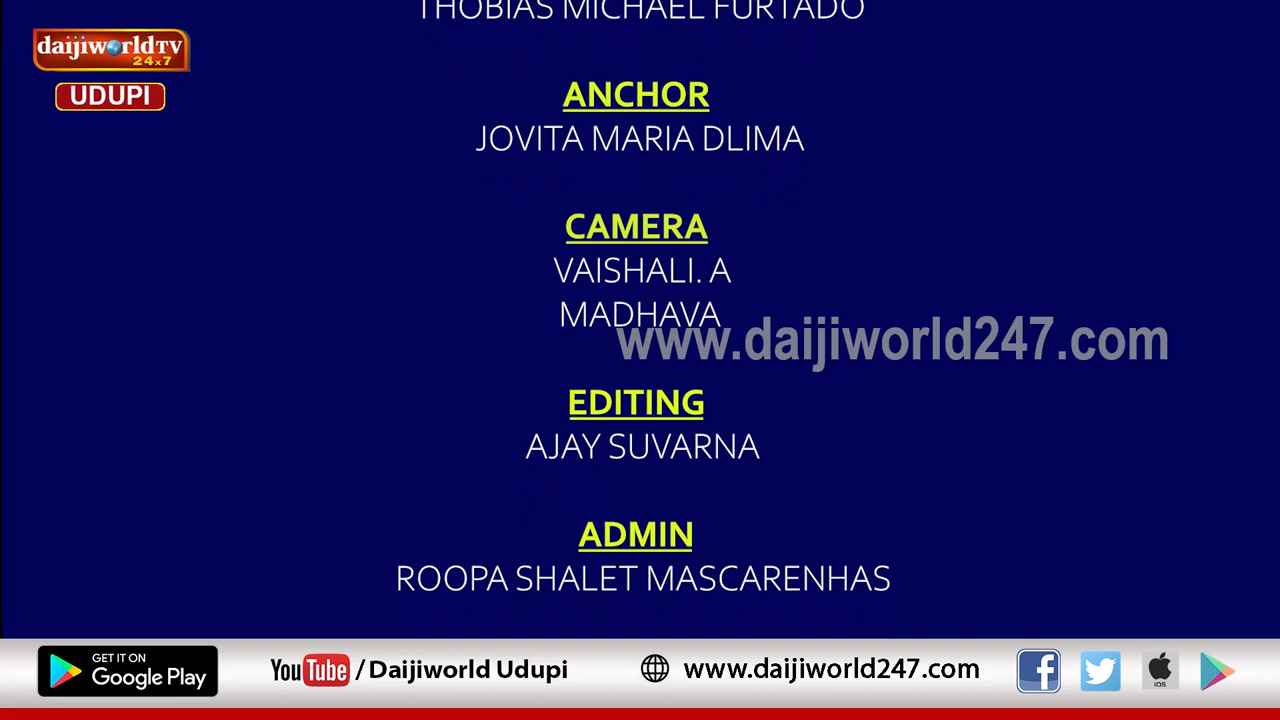 THOBIAS MICHAEL FURTADO
daijiworldTV
24x7
UDUPI
ANCHOR
JOVITA MARIA DLIMA
CAMERA
VAISHALI. A
MADHAVA
www.daijiworld247.com
EDITING
AJAY SUVARNA
ADMIN
ROOPA SHALET MASCARENHAS
GET IT ON
Google Play
YouTube / Daijiworld Udupi
www.daijiworld247.com
iOS